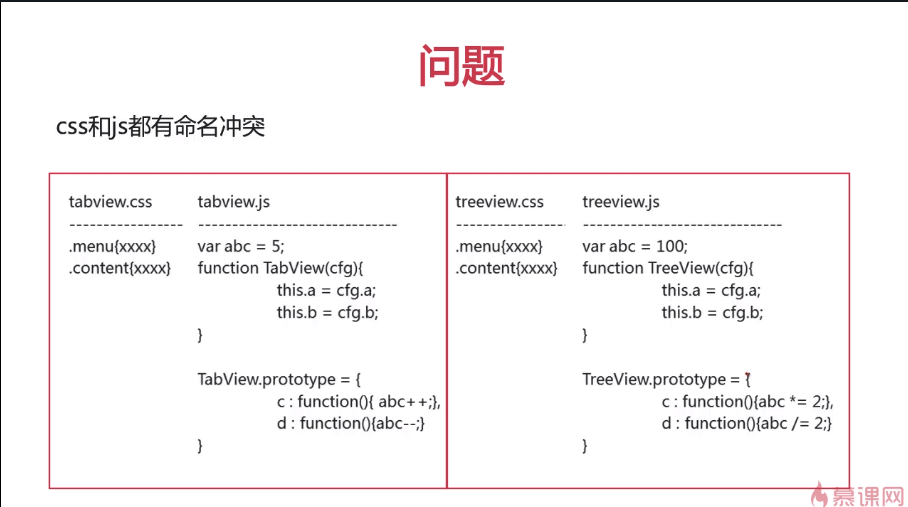 问题
css和js都有命名冲突
tabview.css
------------------
.menu{xxxx}
.content{xxxx}
tabview.js
-------------------------------
var abc = 5;
function TabView(cfg){
this.a = cfg.a;
this.b = cfg.b;
}
TabView.prototype = {
c : function(){ abc++;},
d : function(){abc--;}
}
treeview.css
-----------------
.menu{xxxx}
.content{xxxx}
treeview.js
-------------------------------
var abc = 100;
function TreeView(cfg){
this.a = cfg.a;
this.b = cfg.b;
}
TreeView.prototype = {
c : function(){abc *= 2;},
d : function(){abc /= 2;}
}
慕课网